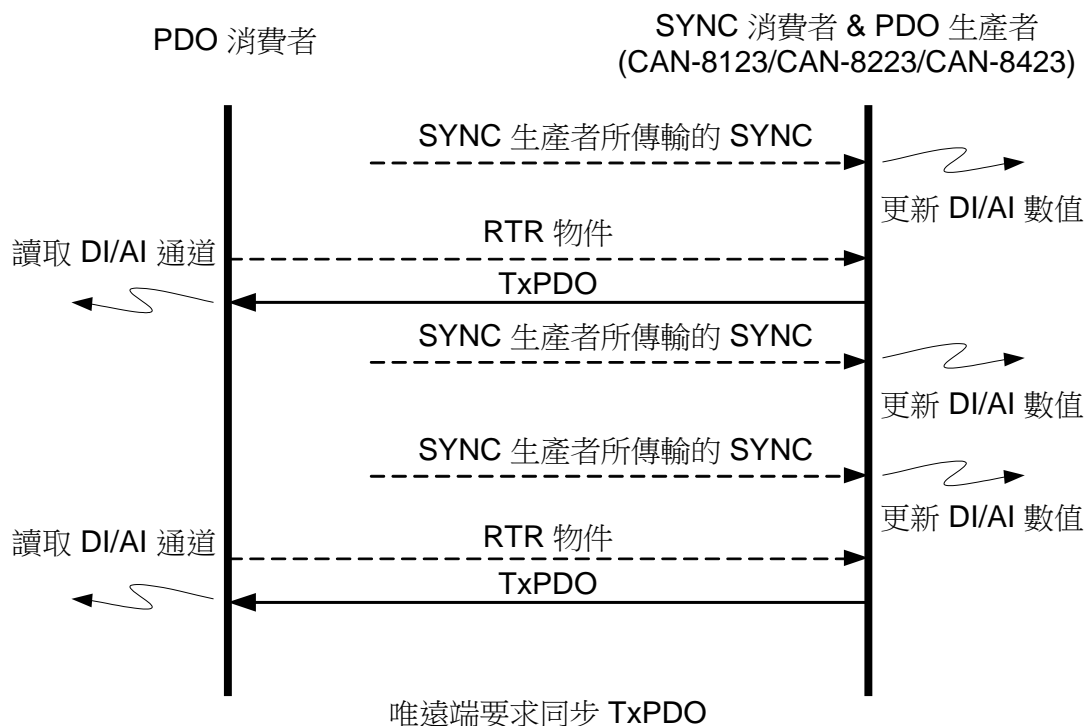 PDO 消費者
SYNC 消費者 & PDO 生產者
(CAN-8123/CAN-8223/CAN-8423)
SYNC 生產者所傳輸的 SYNC
更新 DI/AI 數值
RTR 物件
讀取 DI/AI 通道
TxPDO
SYNC 生產者所傳輸的 SYNC
更新 DI/AI 數值
SYNC 生產者所傳輸的 SYNC
更新 DI/AI 數值
RTR 物件
讀取 DI/AI 通道
TxPDO
唯遠端要求同步 TxPDO